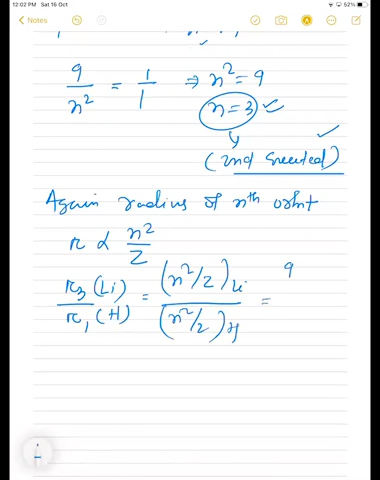 12:02 PM Sat 16 Oct 52%
Notes
9/n² = 1/1 ⇒ n² = 9
n = 3
(2nd excited)
Again radius of nth orbit
r ∝ n²/Z
r₃(Li)/r₁(H) = (n²/Z)Li/(n²/Z)H = 9